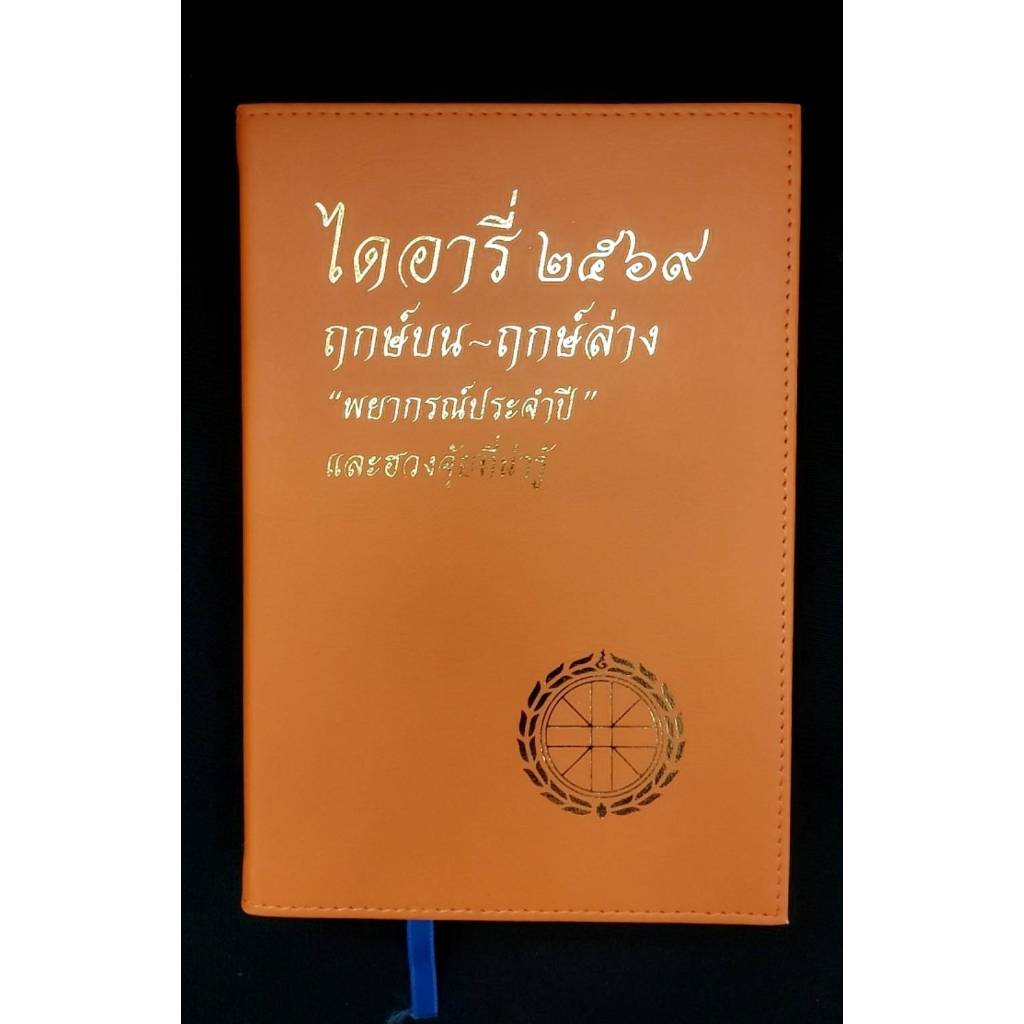 ไดอารี่ ๒๕๖๙
ฤกษ์บน~ฤกษ์ล่าง
“พยากรณ์ประจำปี”
และฮวงจุ้ยที่น่ารู้